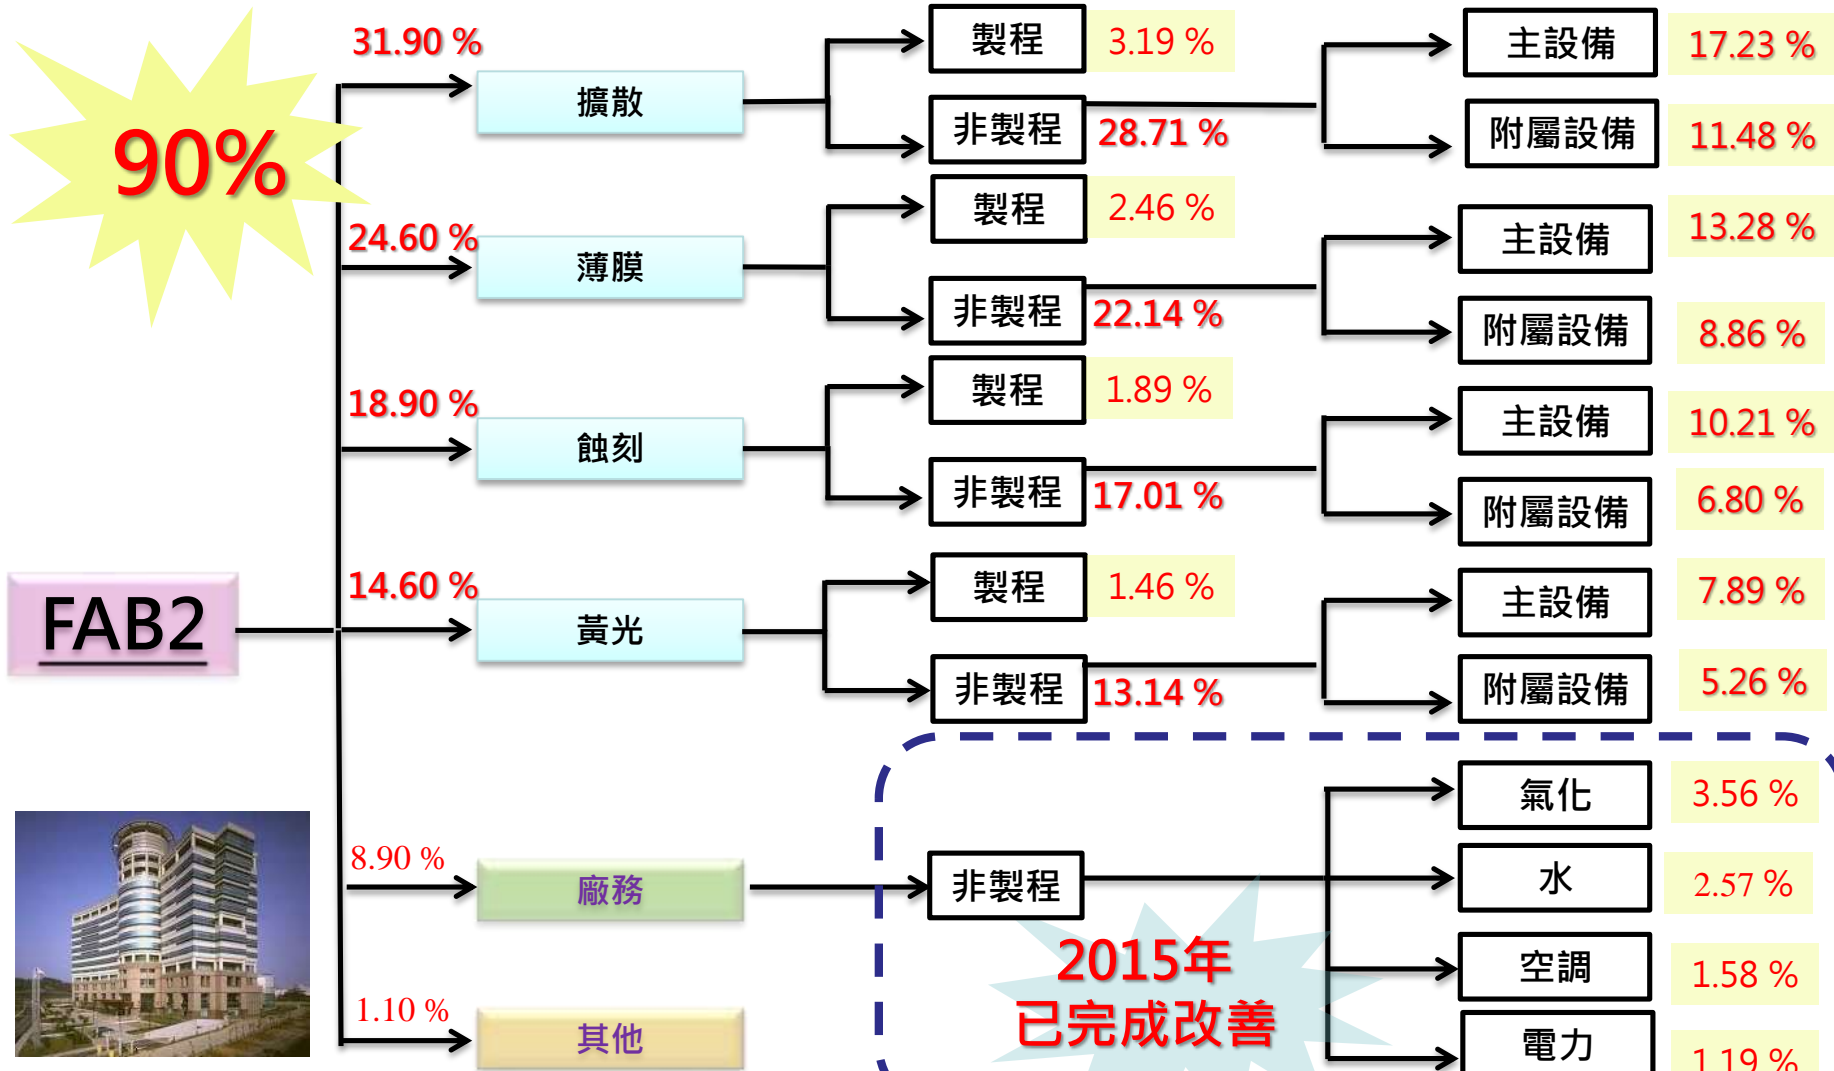 90%
FAB2
31.90 %
擴散
製程
3.19 %
非製程
28.71 %
主設備
17.23 %
附屬設備
11.48 %
24.60 %
薄膜
製程
2.46 %
非製程
22.14 %
主設備
13.28 %
附屬設備
8.86 %
18.90 %
蝕刻
製程
1.89 %
非製程
17.01 %
主設備
10.21 %
附屬設備
6.80 %
14.60 %
黃光
製程
1.46 %
非製程
13.14 %
主設備
7.89 %
附屬設備
5.26 %
8.90 %
廠務
非製程
氣化
3.56 %
水
2.57 %
空調
1.58 %
電力
1.19 %
2015年
已完成改善
1.10 %
其他